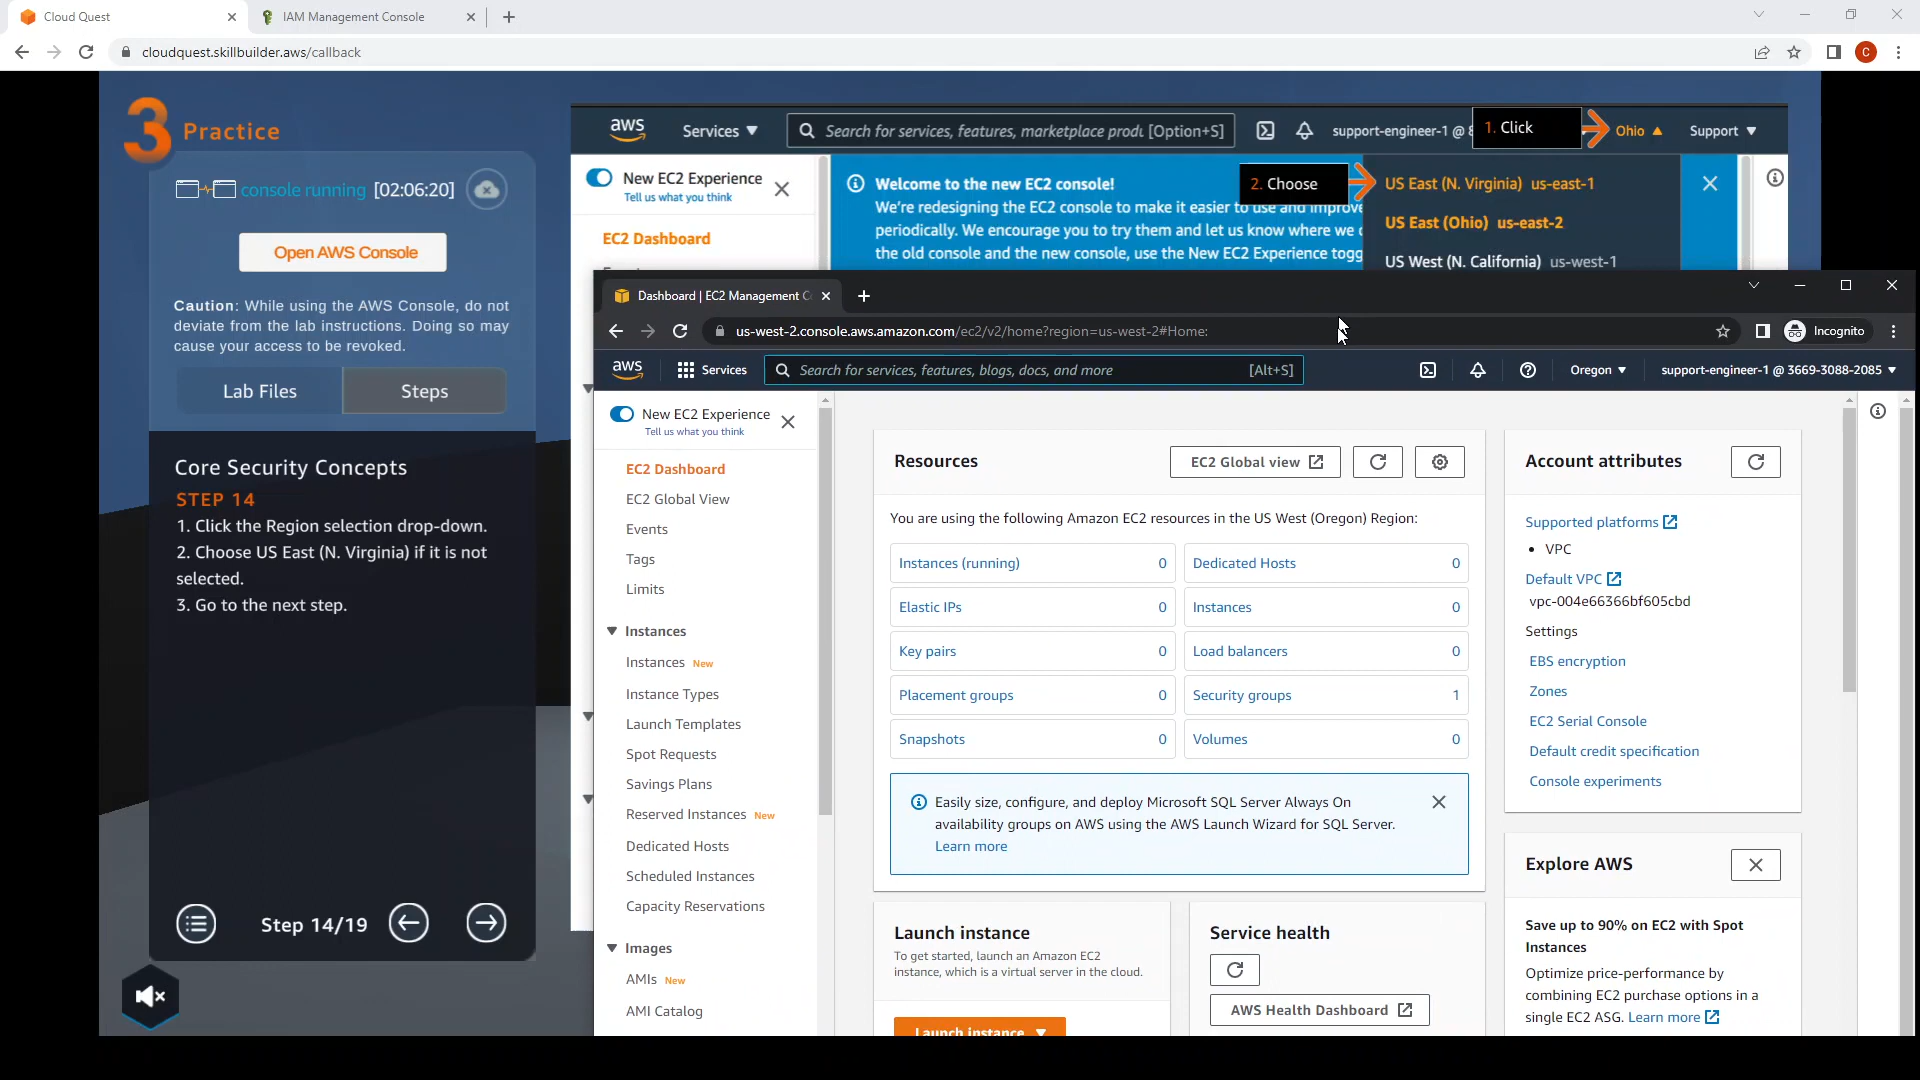 Cloud Quest
IAM Management Console
cloudquest.skillbuilder.aws/callback
C
3 Practice
console running [02:06:20]
Open AWS Console
Caution: While using the AWS Console, do not
deviate from the lab instructions. Doing so may
cause your access to be revoked.
Lab Files
Steps
Core Security Concepts
STEP 14
1. Click the Region selection drop-down.
2. Choose US East (N. Virginia) if it is not
selected.
3. Go to the next step.
Step 14/19
aws
Services
Search for services, features, marketplace produ [Option+S]
support-engineer-1 @
1. Click
Ohio
Support
New EC2 Experience
Tell us what you think
EC2 Dashboard
Welcome to the new EC2 console!
We're redesigning the EC2 console to make it easier to use and improve
periodically. We encourage you to try them and let us know where we
the old console and the new console, use the New EC2 Experience togg
2. Choose
US East (N. Virginia) us-east-1
US East (Ohio) us-east-2
US West (N. California) us-west-1
Dashboard | EC2 Management C
us-west-2.console.aws.amazon.com/ec2/v2/home?region=us-west-2#Home:
Incognito
aws
Services
Search for services, features, blogs, docs, and more
[Alt+S]
Oregon
support-engineer-1 @ 3669-3088-2085
New EC2 Experience
Tell us what you think
EC2 Dashboard
EC2 Global View
Events
Tags
Limits
Instances
Instances New
Instance Types
Launch Templates
Spot Requests
Savings Plans
Reserved Instances New
Dedicated Hosts
Scheduled Instances
Capacity Reservations
Images
AMIs New
AMI Catalog
Resources
EC2 Global view
You are using the following Amazon EC2 resources in the US West (Oregon) Region:
Instances (running) 0
Dedicated Hosts 0
Elastic IPs 0
Instances 0
Key pairs 0
Load balancers 0
Placement groups 0
Security groups 1
Snapshots 0
Volumes 0
Easily size, configure, and deploy Microsoft SQL Server Always On
availability groups on AWS using the AWS Launch Wizard for SQL Server.
Learn more
Launch instance
To get started, launch an Amazon EC2
instance, which is a virtual server in the cloud.
Launch instance
Service health
AWS Health Dashboard
Account attributes
Supported platforms
VPC
Default VPC
vpc-004e66366bf605cbd
Settings
EBS encryption
Zones
EC2 Serial Console
Default credit specification
Console experiments
Explore AWS
Save up to 90% on EC2 with Spot
Instances
Optimize price-performance by
combining EC2 purchase options in a
single EC2 ASG. Learn more